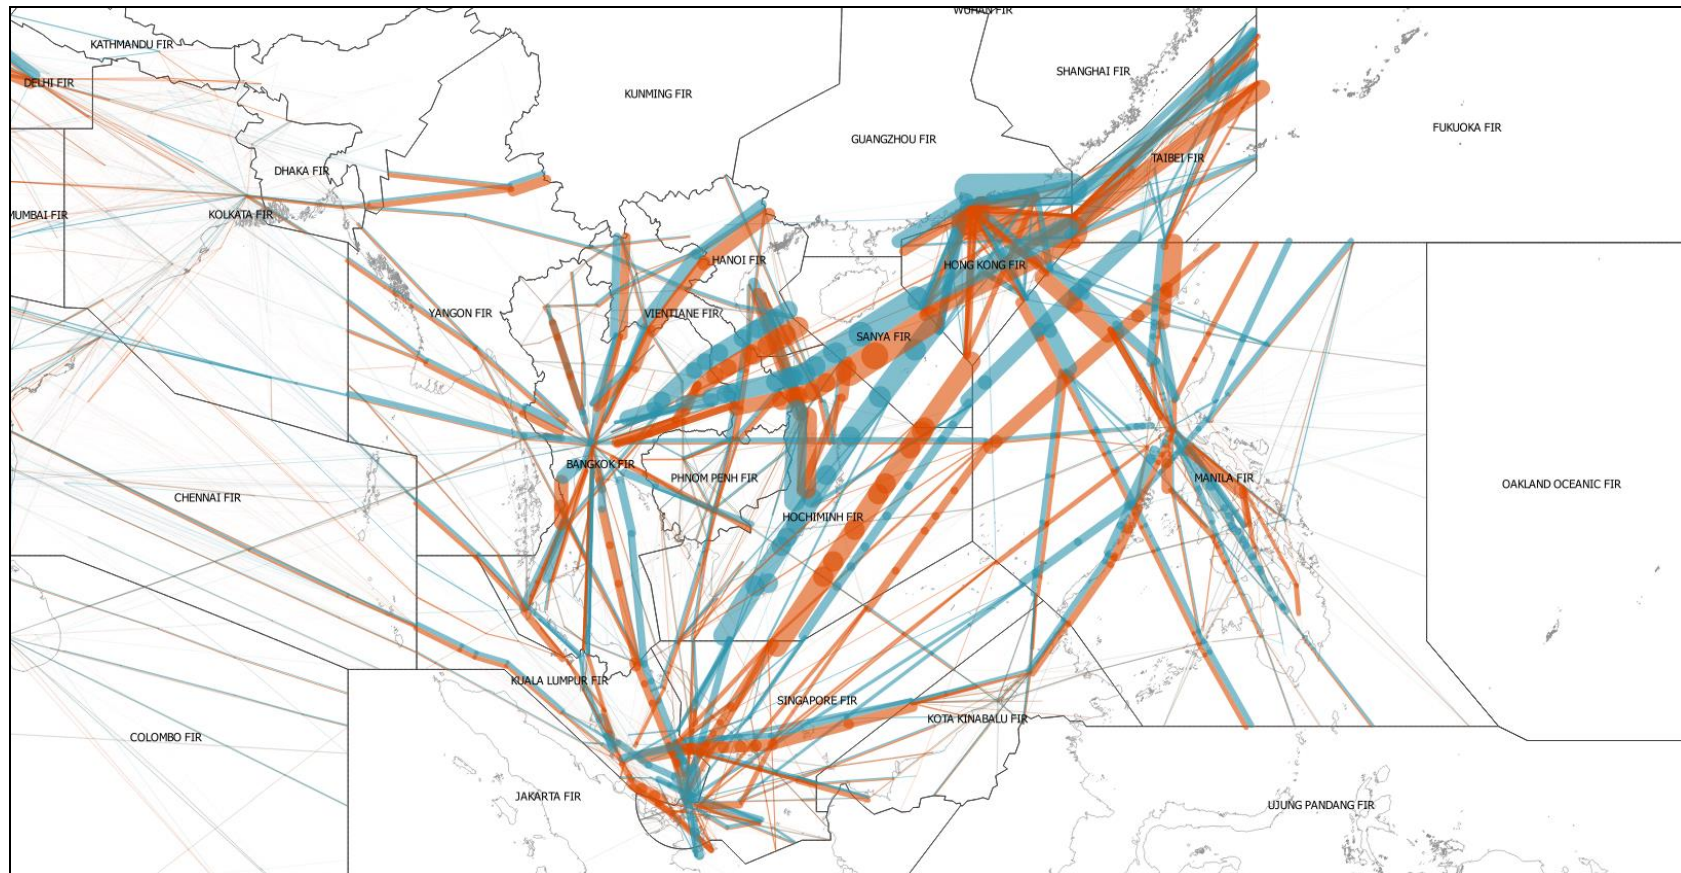 WUHAN FIR
KATHMANDU FIR
SHANGHAI FIR
DELHI FIR
KUNMING FIR
FUKUOKA FIR
GUANGZHOU FIR
TAIBEI FIR
DHAKA FIR
MUMBAI FIR
KOLKATA FIR
HANOI FIR
HONG KONG FIR
YANGON FIR
VIENTIANE FIR
SANYA FIR
BANGKOK FIR
PHNOM PENH FIR
MANILA FIR
OAKLAND OCEANIC FIR
CHENNAI FIR
HOCHIMINH FIR
KUALA LUMPUR FIR
SINGAPORE FIR
KOTA KINABALU FIR
COLOMBO FIR
JAKARTA FIR
UJUNG PANDANG FIR